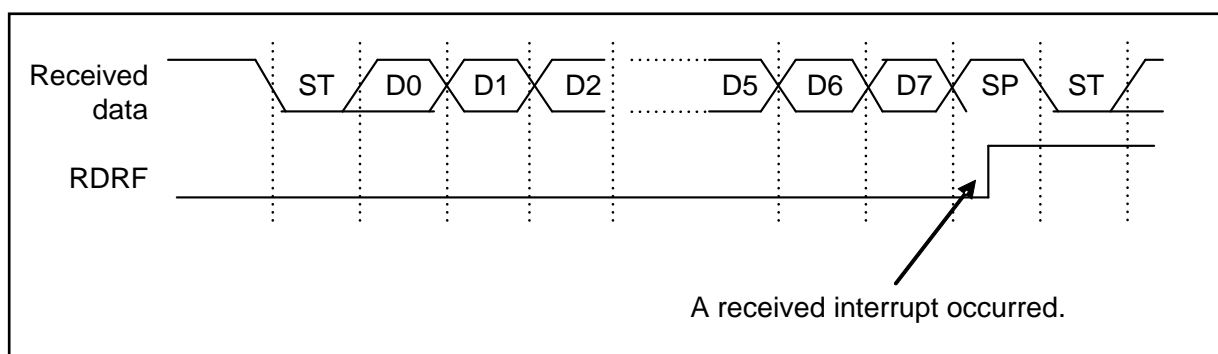 Received data
ST D0 D1 D2 D5 D6 D7 SP ST
RDRF
A received interrupt occurred.